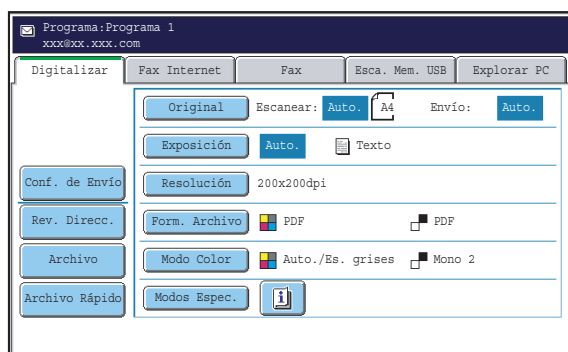 Programa:Programa 1
xxx@xx.xxx.com
Digitalizar
Fax Internet
Fax
Esca. Mem. USB
Explorar PC
Original
Escanear: Auto. A4 Envío: Auto.
Exposición
Auto. Texto
Conf. de Envío
Resolución
200x200dpi
Rev. Direcc.
Form. Archivo
PDF PDF
Archivo
Modo Color
Auto./Es. grises Mono 2
Archivo Rápido
Modos Espec.